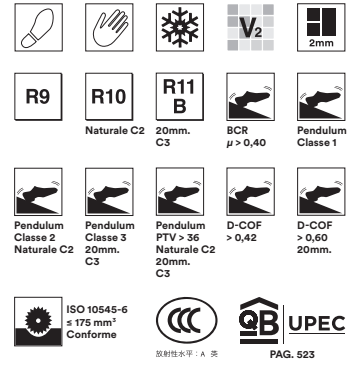 V2
2mm
R9
R10
Naturale C2
R11
B
20mm.
C3
BCR
µ > 0,40
Pendulum
Classe 1
Pendulum
Classe 2
Naturale C2
Pendulum
Classe 3
20mm.
C3
Pendulum
PTV > 36
Naturale C2
20mm.
C3
D-COF
> 0,42
D-COF
> 0,60
20mm.
ISO 10545-6
≤ 175 mm³
Conforme
CCC
放射性水平：A 类
QB UPEC
PAG. 523